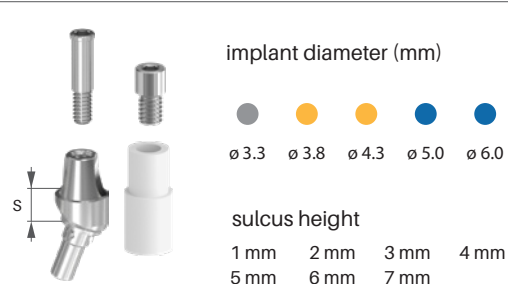 implant diameter (mm)
ø 3.3 ø 3.8 ø 4.3 ø 5.0 ø 6.0
S
sulcus height
1 mm 2 mm 3 mm 4 mm
5 mm 6 mm 7 mm